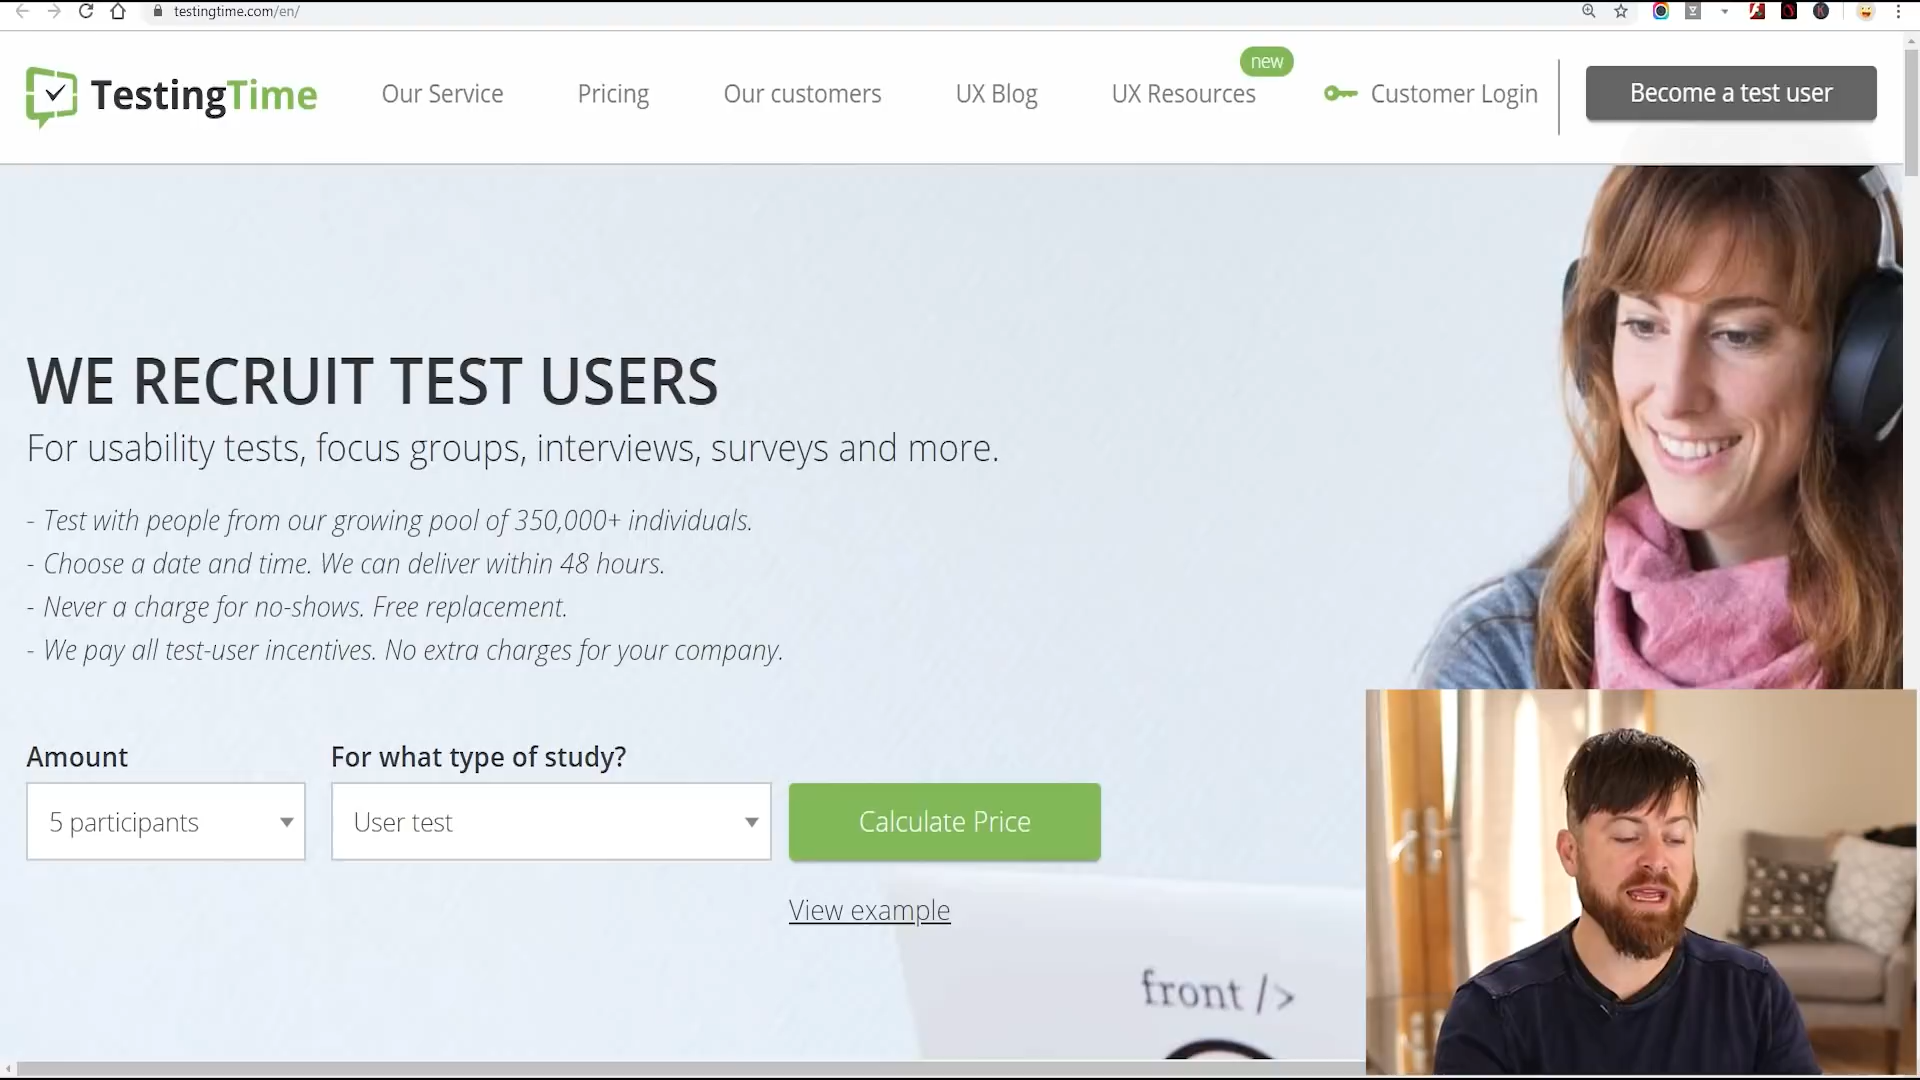 testingtime.com/en/
TestingTime
Our Service
Pricing
Our customers
UX Blog
new
UX Resources
Customer Login
Become a test user
WE RECRUIT TEST USERS
For usability tests, focus groups, interviews, surveys and more.
- Test with people from our growing pool of 350,000+ individuals.
- Choose a date and time. We can deliver within 48 hours.
- Never a charge for no-shows. Free replacement.
- We pay all test-user incentives. No extra charges for your company.
Amount
For what type of study?
5 participants
User test
Calculate Price
View example
front />